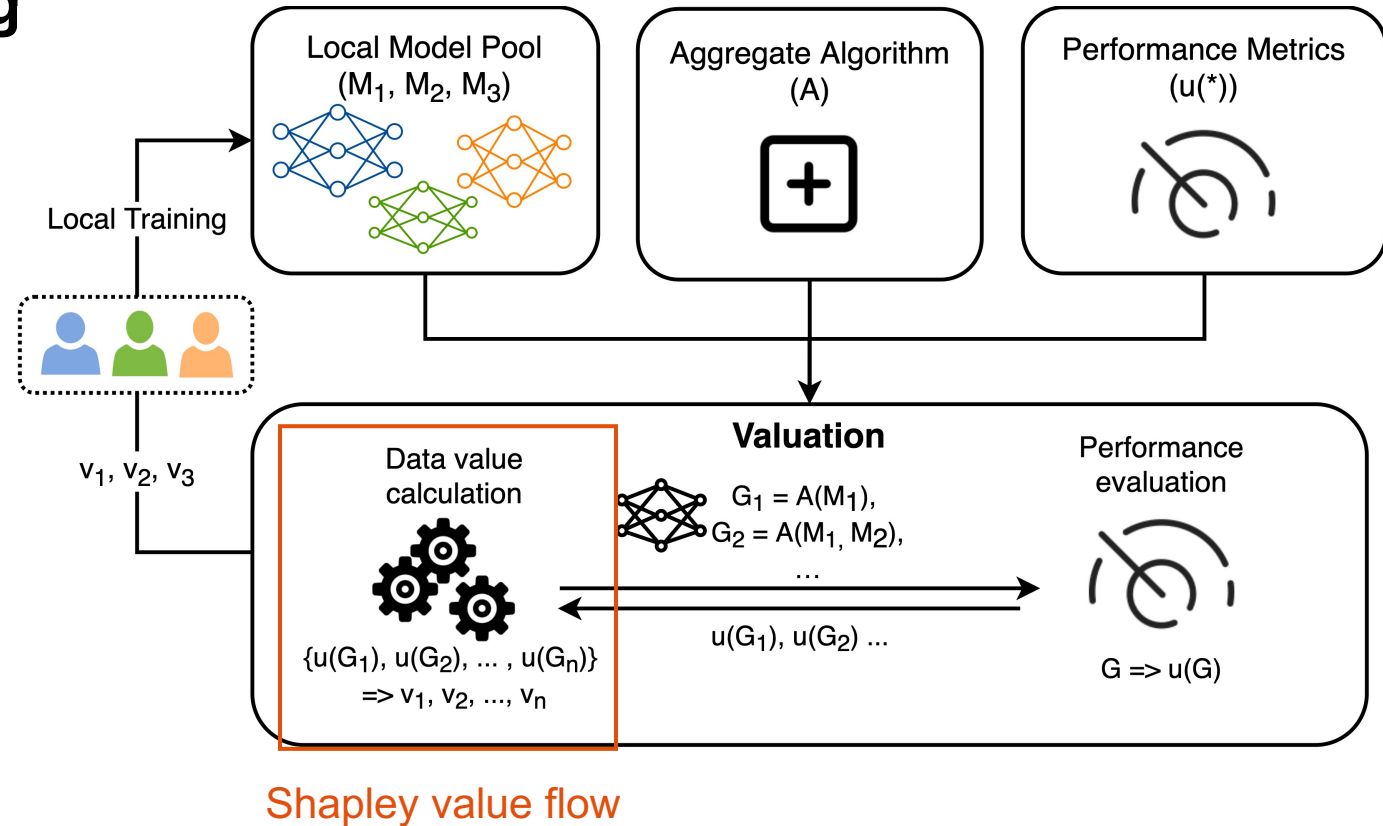 g
Local Model Pool
(M₁, M₂, M₃)
Aggregate Algorithm
(A)
Performance Metrics
(u(*))
Local Training
v₁, v₂, v₃
Valuation
Data value
calculation
{u(G₁), u(G₂), ... , u(Gₙ)}
=> v₁, v₂, ..., vₙ
G₁ = A(M₁),
G₂ = A(M₁, M₂),
...
u(G₁), u(G₂) ...
Performance
evaluation
G => u(G)
Shapley value flow